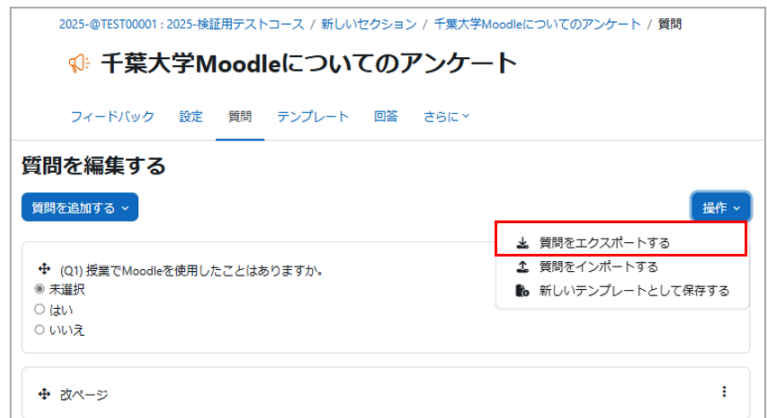 2025-@TEST00001 : 2025-検証用テストコース / 新しいセクション / 千葉大学Moodleについてのアンケート / 質問
千葉大学Moodleについてのアンケート
フィードバック 設定 質問 テンプレート 回答 さらに
質問を編集する
質問を追加する 操作
質問をエクスポートする
質問をインポートする
新しいテンプレートとして保存する
(Q1) 授業でMoodleを使用したことはありますか。
未選択
はい
いいえ
改ページ